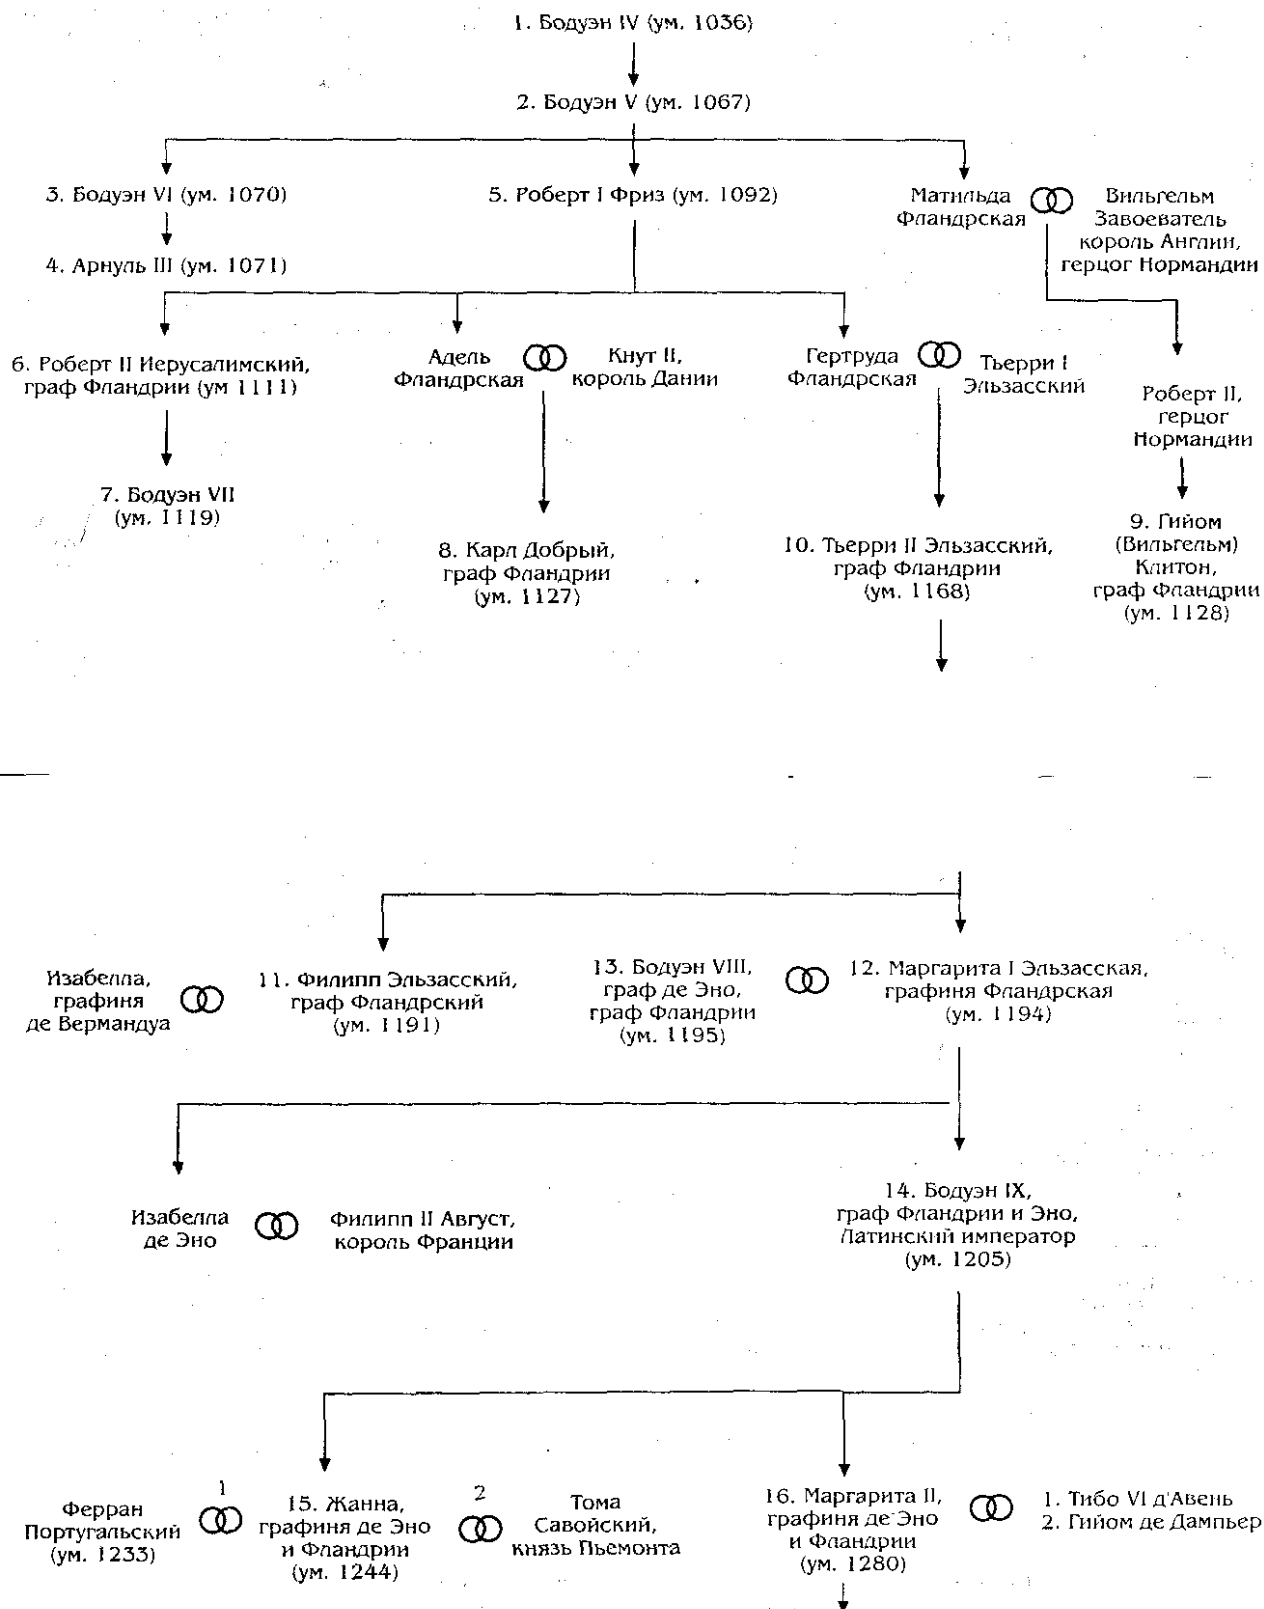 1. Бодуэн IV (ум. 1036)
2. Бодуэн V (ум. 1067)
3. Бодуэн VI (ум. 1070)
4. Арнуль III (ум. 1071)
5. Роберт I Фриз (ум. 1092)
Матильда
Фландрская
Вильгельм
Завоеватель
король Англии,
герцог Нормандии
6. Роберт II Иерусалимский,
граф Фландрии (ум 1111)
Адель
Фландрская
Кнут II,
король Дании
Гертруда
Фландрская
Тьерри I
Эльзасский
Роберт II,
герцог
Нормандии
7. Бодуэн VII
(ум. 1119)
8. Карл Добрый,
граф Фландрии
(ум. 1127)
10. Тьерри II Эльзасский,
граф Фландрии
(ум. 1168)
9. Гийом
(Вильгельм)
Клитон,
граф Фландрии
(ум. 1128)
Изабелла,
графиня
де Вермандуа
11. Филипп Эльзасский,
граф Фландрский
(ум. 1191)
13. Бодуэн VIII,
граф де Эно,
граф Фландрии
(ум. 1195)
12. Маргарита I Эльзасская,
графиня Фландрская
(ум. 1194)
Изабелла
де Эно
Филипп II Август,
король Франции
14. Бодуэн IX,
граф Фландрии и Эно,
Латинский император
(ум. 1205)
Ферран
Португальский
(ум. 1233)
1
15. Жанна,
графиня де Эно
и Фландрии
(ум. 1244)
2
Тома
Савойский,
князь Пьемонта
16. Маргарита II,
графиня де Эно
и Фландрии
(ум. 1280)
1. Тибо VI д'Авень
2. Гийом де Дампьер